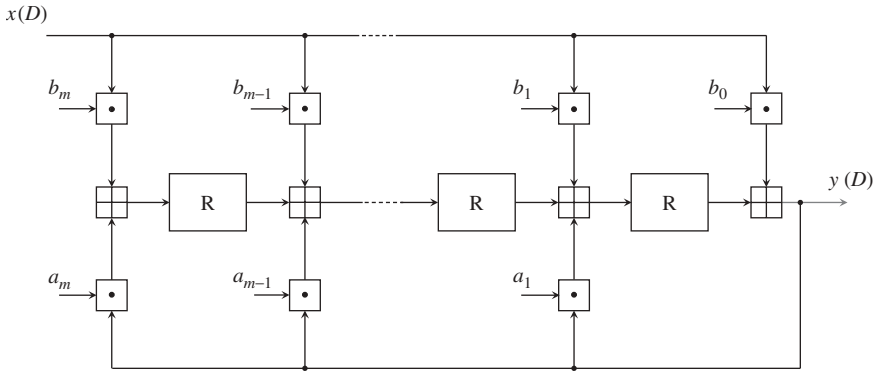 x(D)
b_m b_{m–1} b_1 b_0
R R R
y (D)
a_m a_{m–1} a_1